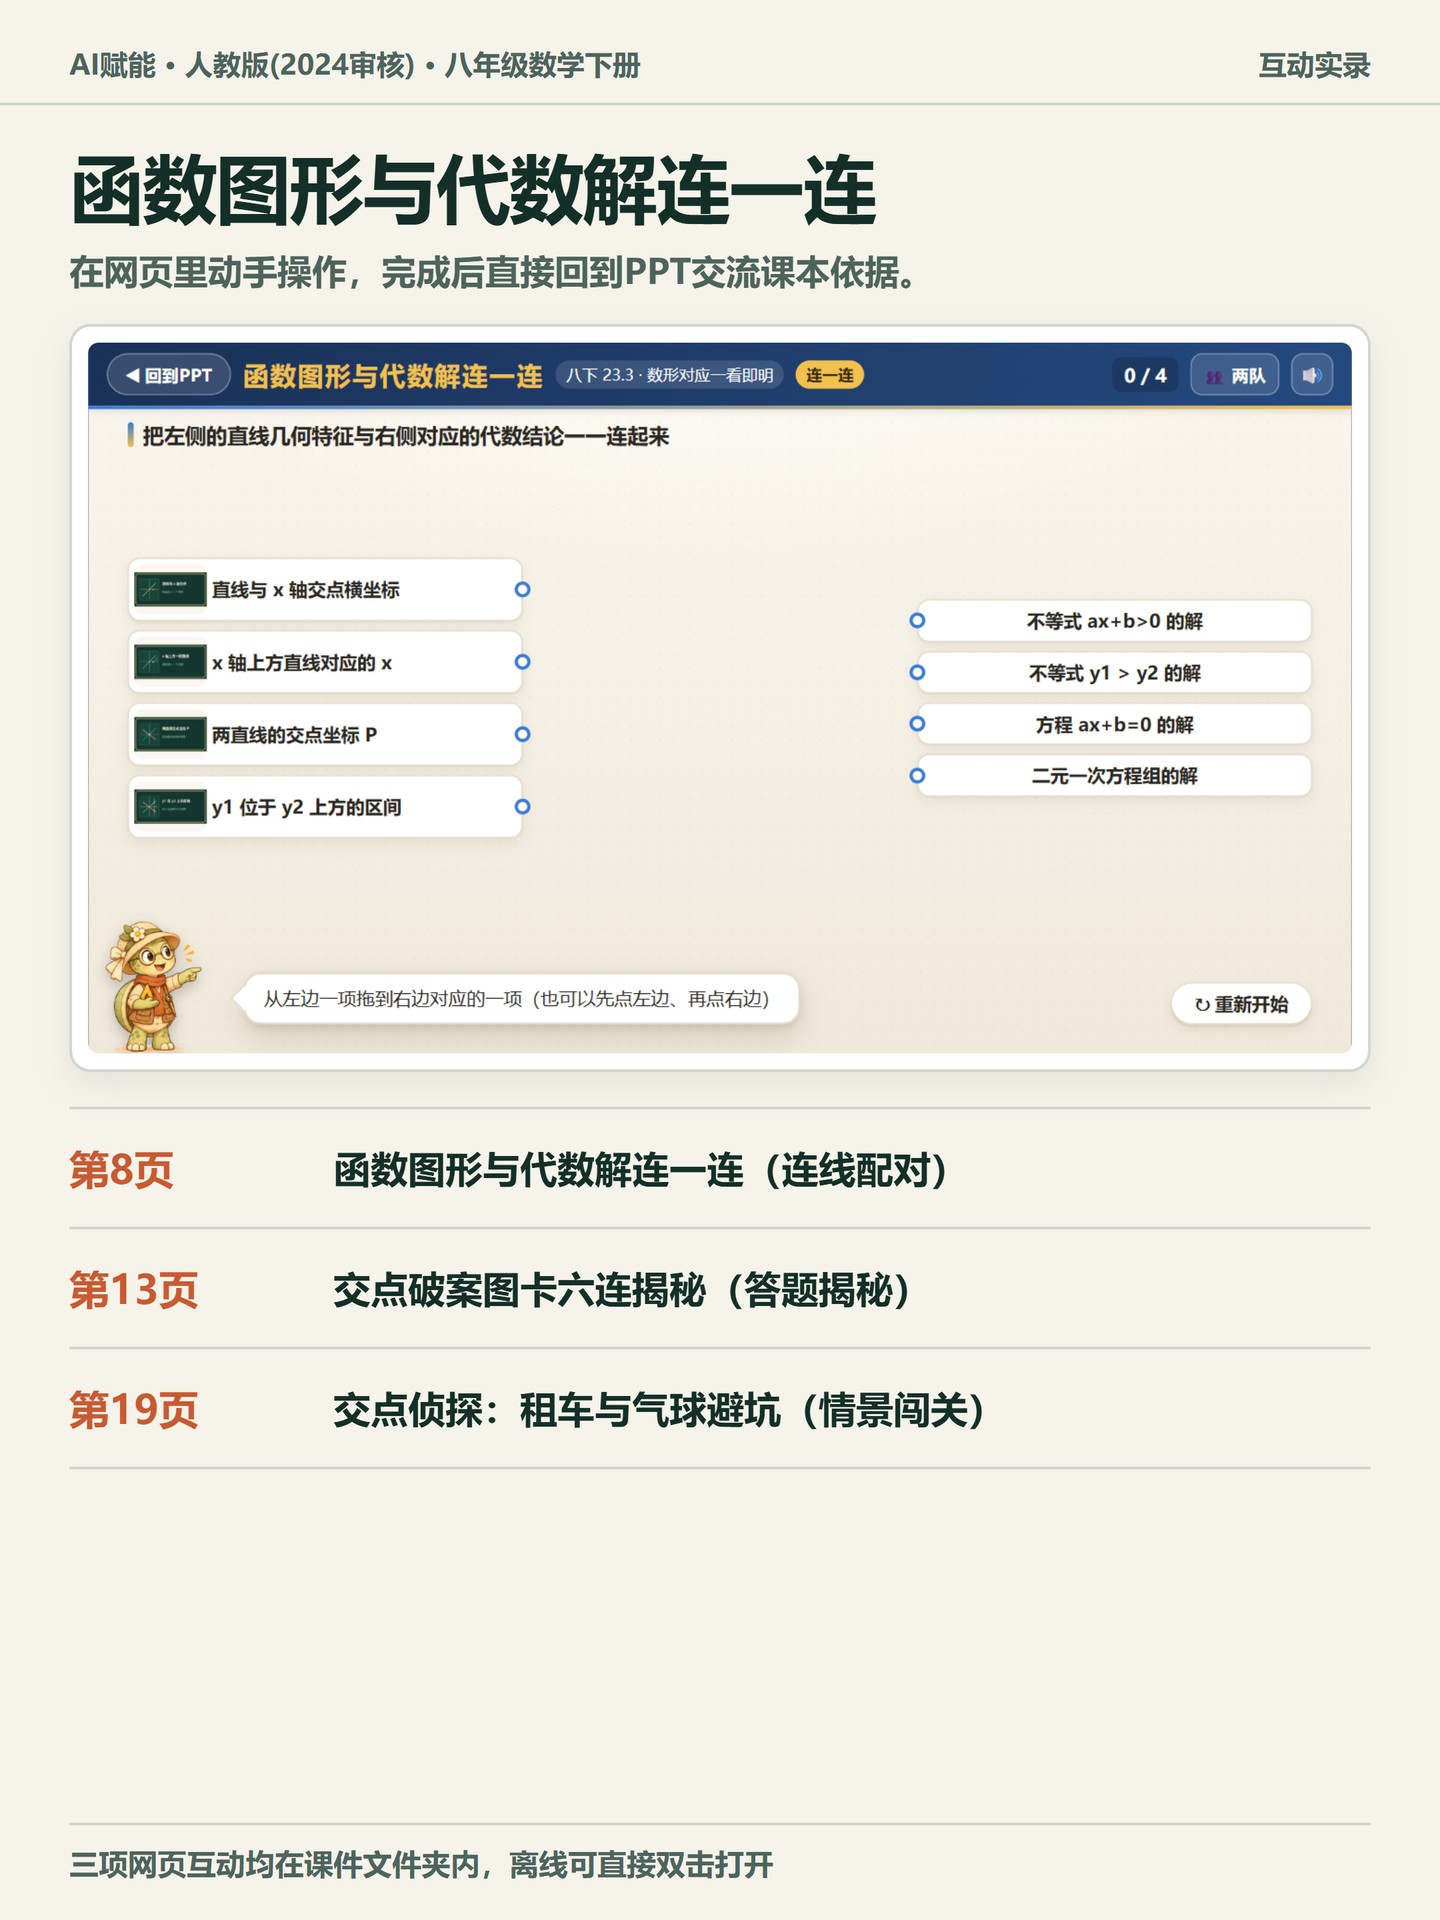 AI赋能 • 人教版(2024审核) • 八年级数学下册
互动实录
函数图形与代数解连一连
在网页里动手操作，完成后直接回到PPT交流课本依据。
◀ 回到PPT
函数图形与代数解连一连
八下 23.3 · 数形对应一看即明
连一连
0 / 4
两队
把左侧的直线几何特征与右侧对应的代数结论一一连起来
直线与 x 轴交点横坐标
x 轴上方直线对应的 x
两直线的交点坐标 P
y1 位于 y2 上方的区间
不等式 ax+b>0 的解
不等式 y1 > y2 的解
方程 ax+b=0 的解
二元一次方程组的解
从左边一项拖到右边对应的一项（也可以先点左边、再点右边）
↻ 重新开始
第8页 函数图形与代数解连一连（连线配对）
第13页 交点破案图卡六连揭秘（答题揭秘）
第19页 交点侦探：租车与气球避坑（情景闯关）
三项网页互动均在课件文件夹内，离线可直接双击打开